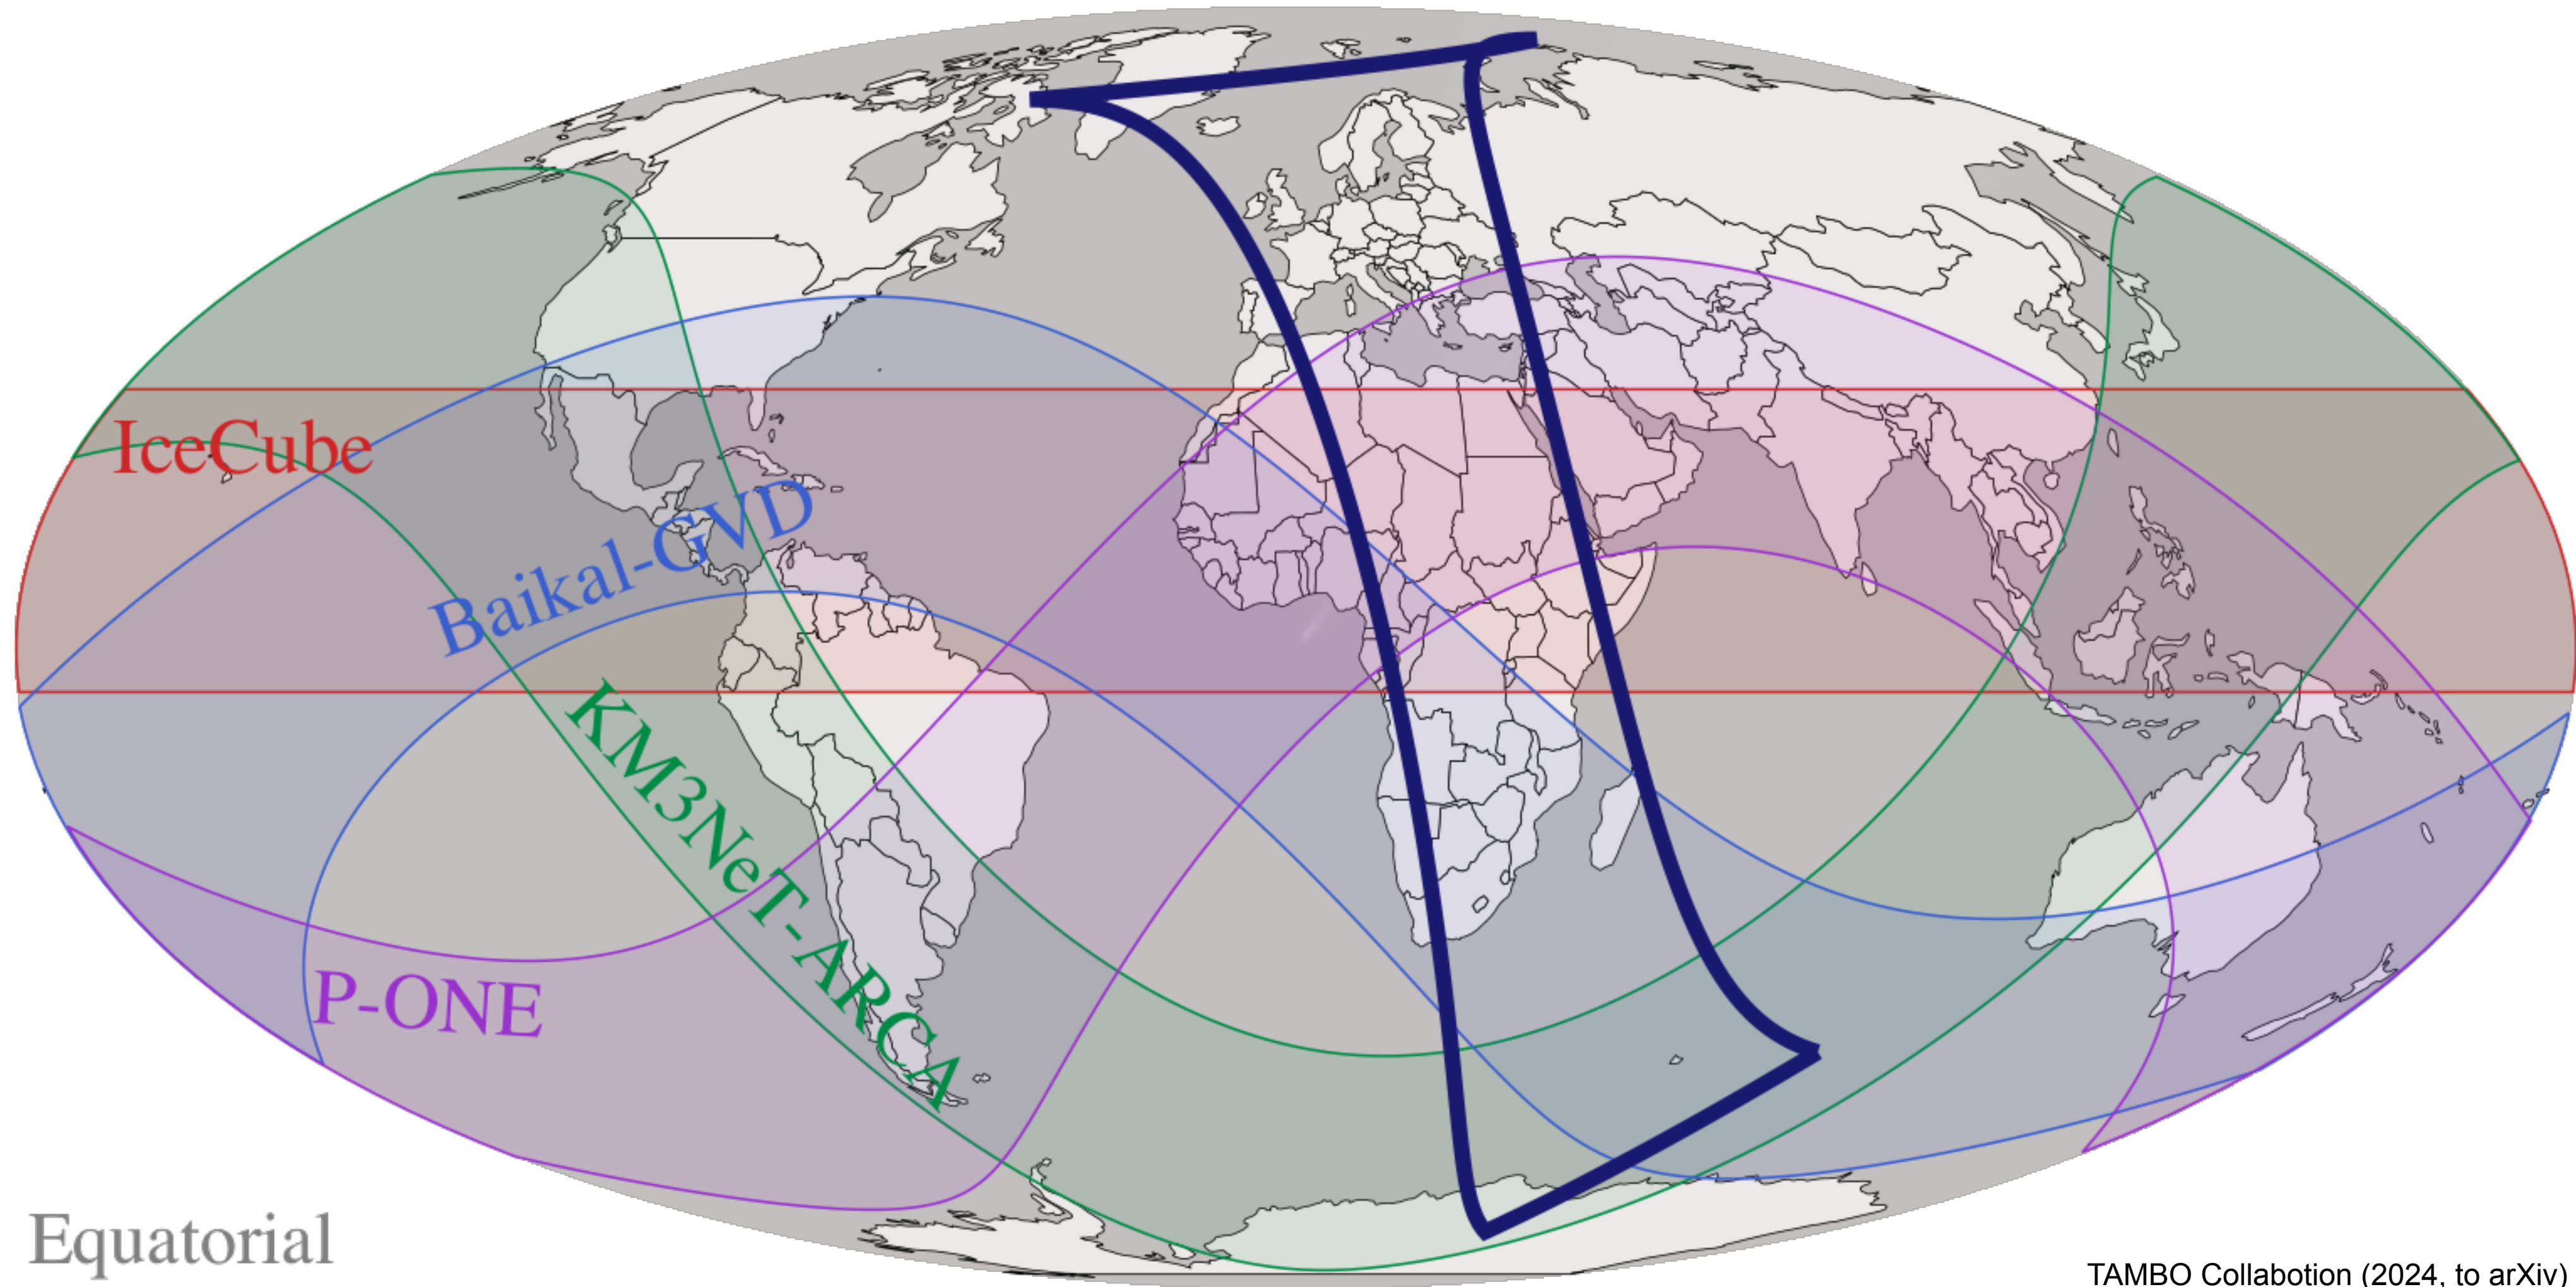 IceCube
Baikal-GVD
KM3NeT-ARCA
P-ONE
Equatorial
TAMBO Collabotion (2024, to arXiv)